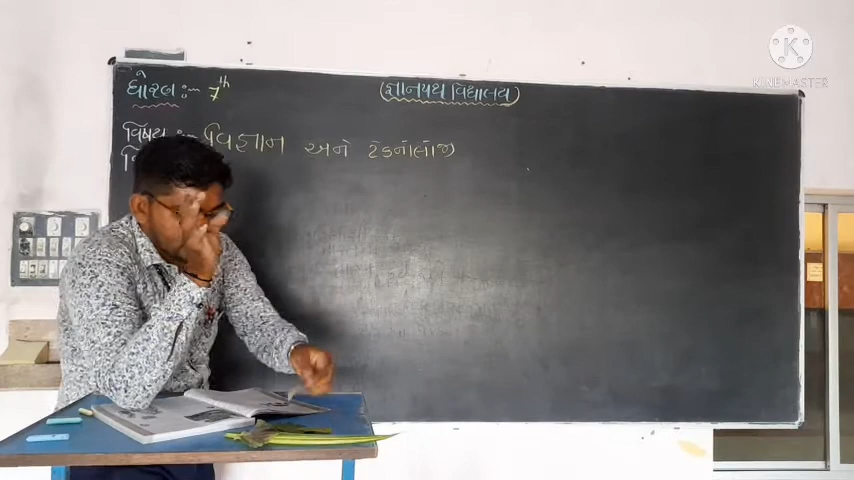 ધોરણ :- 7th
જ્ઞાનપથ વિદ્યાલય
વિષય :- વિજ્ઞાન અને ટેકનોલોજી
KINEMASTER